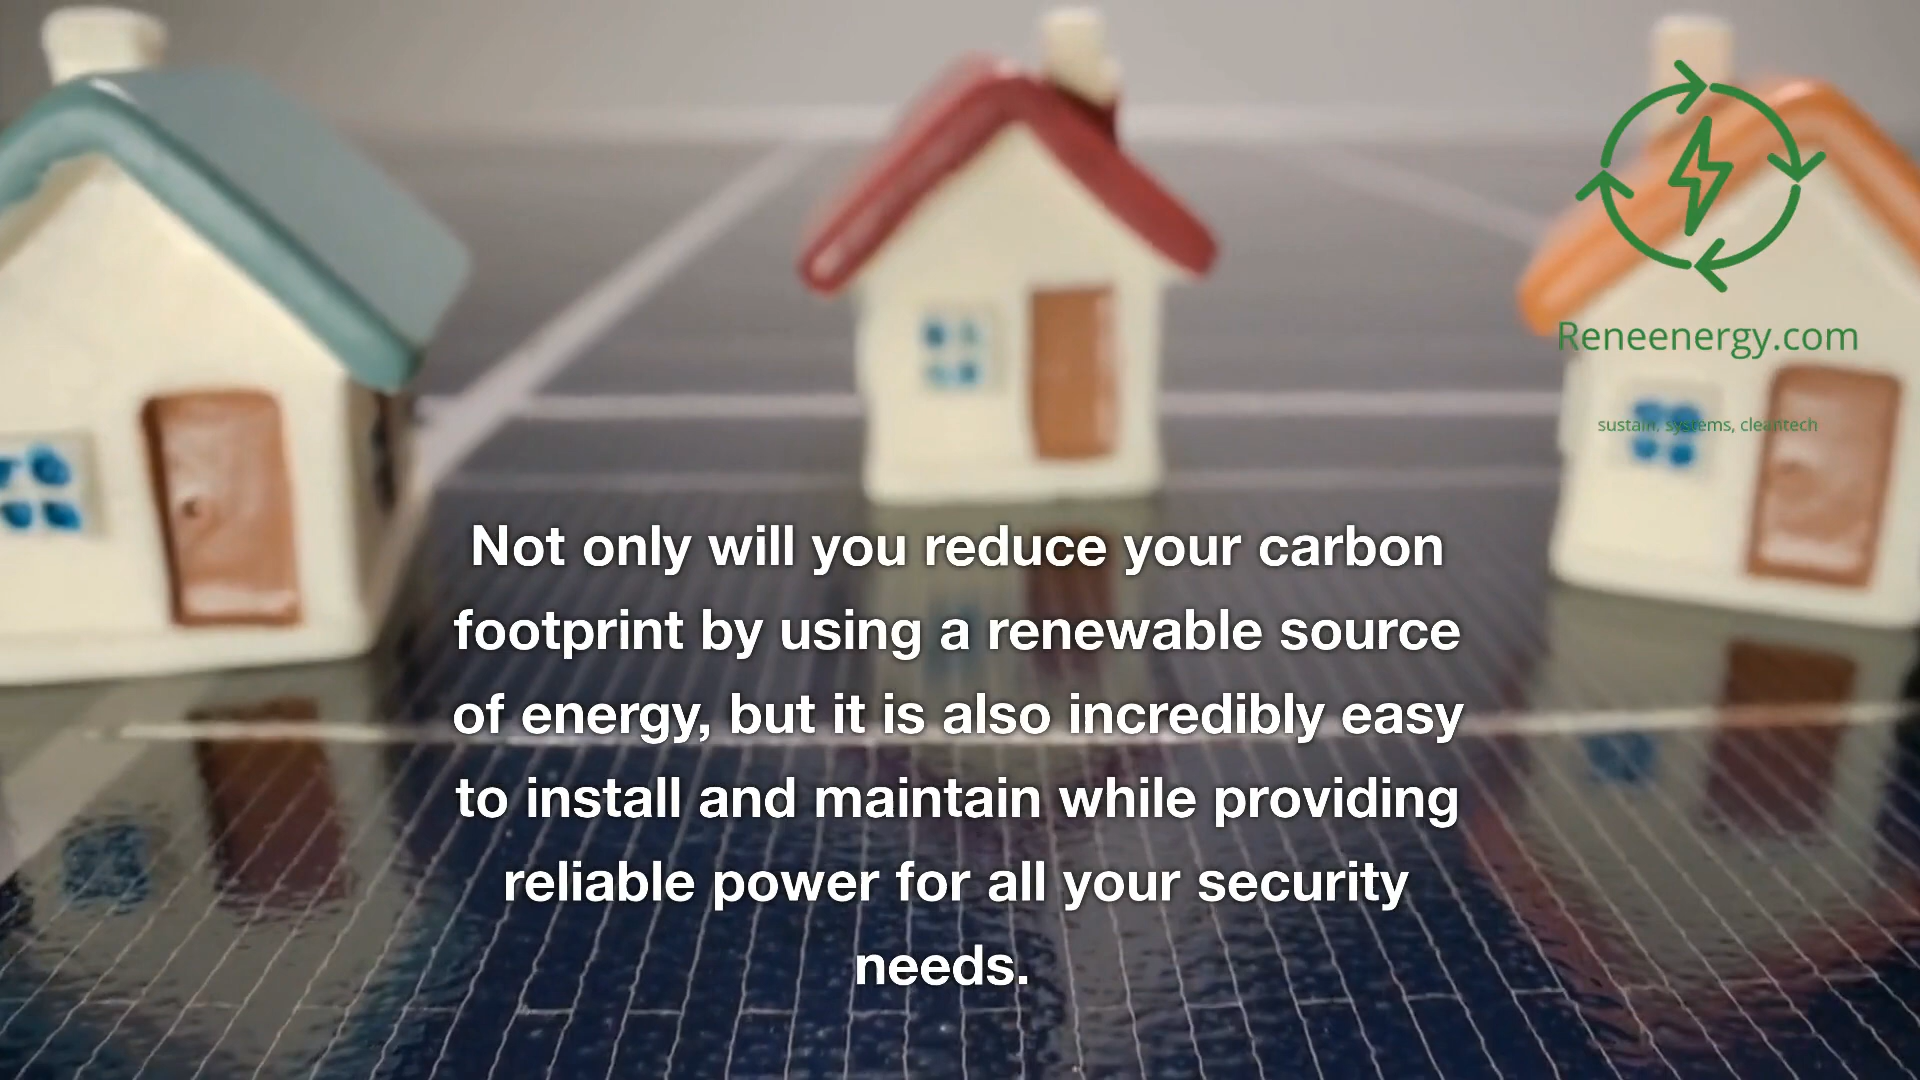 Reneenergy.com
sustain, systems, cleantech
Not only will you reduce your carbon
footprint by using a renewable source
of energy, but it is also incredibly easy
to install and maintain while providing
reliable power for all your security
needs.